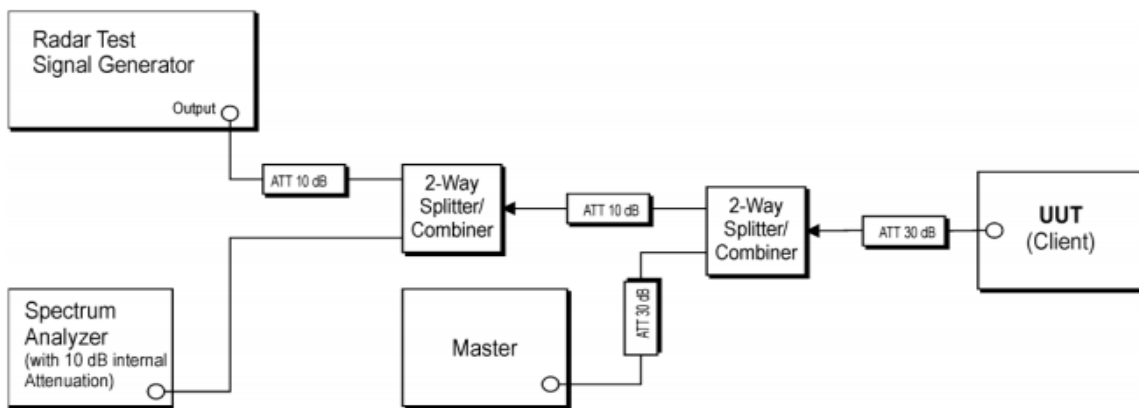 Radar Test
Signal Generator
Output
ATT 10 dB
2-Way
Splitter/
Combiner
ATT 10 dB
2-Way
Splitter/
Combiner
ATT 30 dB
UUT
(Client)
Spectrum
Analyzer
(with 10 dB internal
Attenuation)
Master
ATT 30 dB